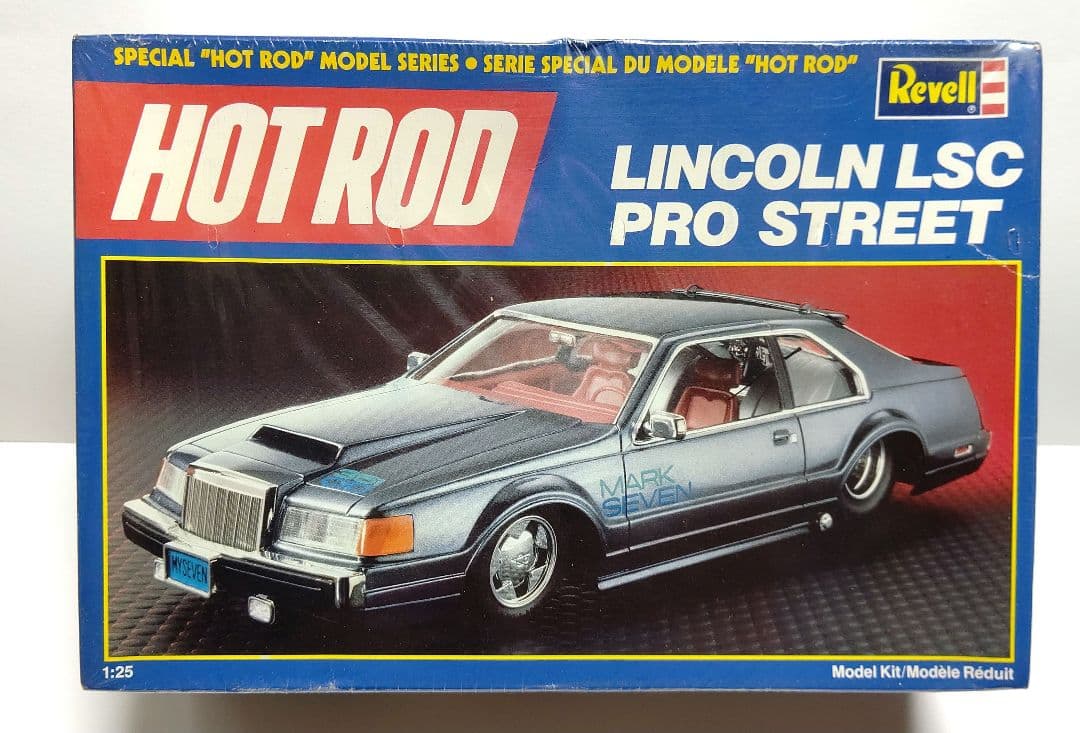 SPECIAL "HOT ROD" MODEL SERIES • SERIE SPECIAL DU MODELE "HOT ROD"
Revell
HOT ROD
LINCOLN LSC
PRO STREET
MARK
SEVEN
MYSEVEN
1:25
Model Kit/Modèle Réduit